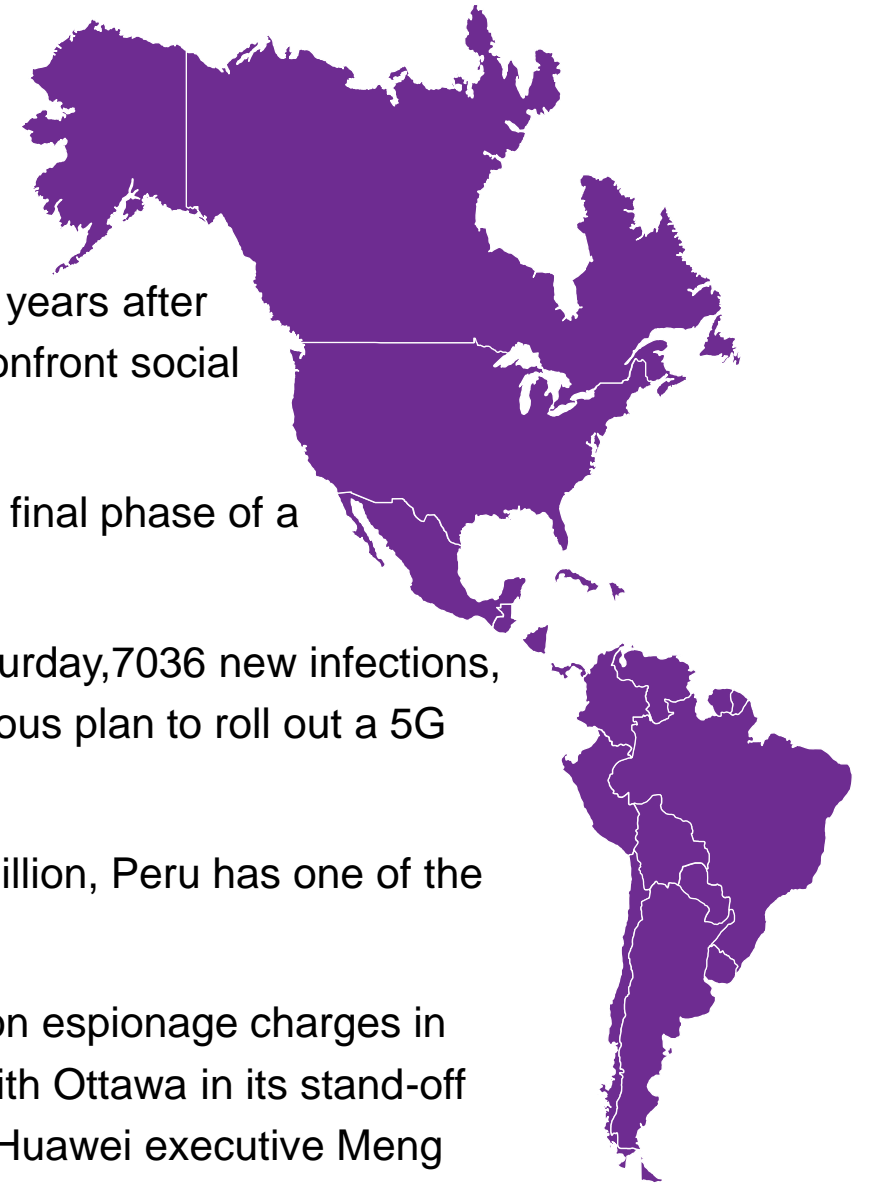 years after
onfront social
final phase of a
urday,7036 new infections,
ous plan to roll out a 5G
illion, Peru has one of the
on espionage charges in
ith Ottawa in its stand-off
Huawei executive Meng